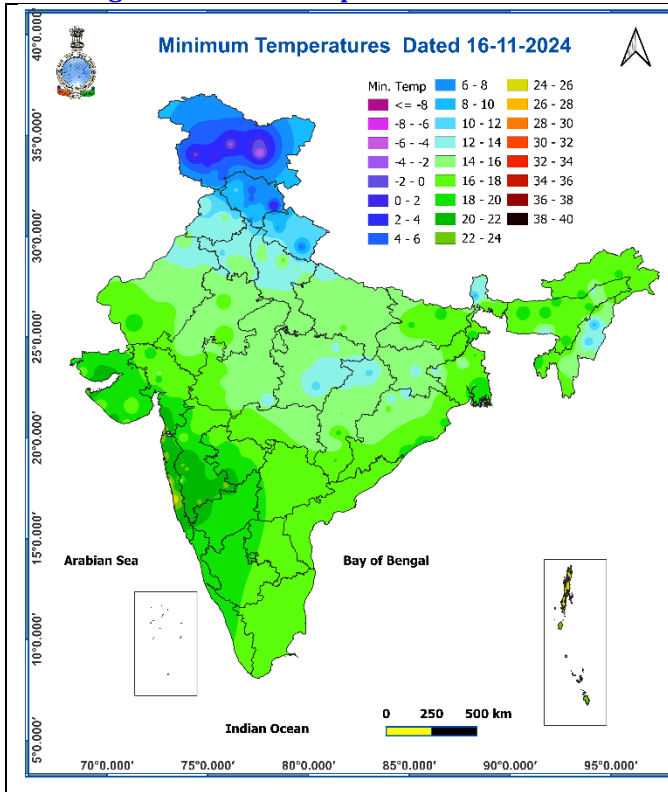 Minimum Temperatures Dated 16-11-2024
Min. Temp
<= -8
-8 - -6
-6 - -4
-4 - -2
-2 - 0
0 - 2
2 - 4
4 - 6
6 - 8
8 - 10
10 - 12
12 - 14
14 - 16
16 - 18
18 - 20
20 - 22
22 - 24
24 - 26
26 - 28
28 - 30
30 - 32
32 - 34
34 - 36
36 - 38
38 - 40
40°0.000'
35°0.000'
30°0.000'
25°0.000'
20°0.000'
15°0.000'
10°0.000'
5°0.000'
Arabian Sea
Bay of Bengal
Indian Ocean
0 250 500 km
70°0.000' 75°0.000' 80°0.000' 85°0.000' 90°0.000' 95°0.000'